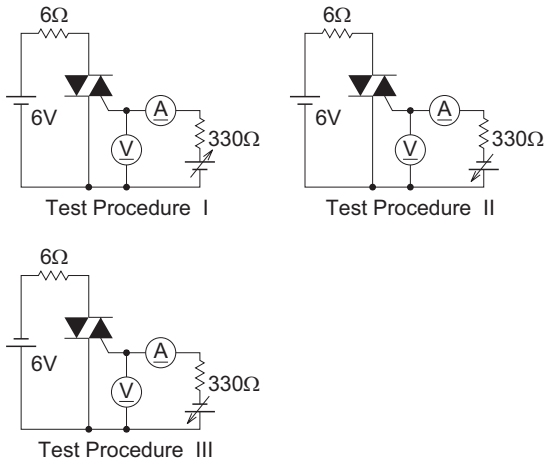 6Ω
6V
A
V
330Ω
Test Procedure I
6Ω
6V
A
V
330Ω
Test Procedure II
6Ω
6V
A
V
330Ω
Test Procedure III